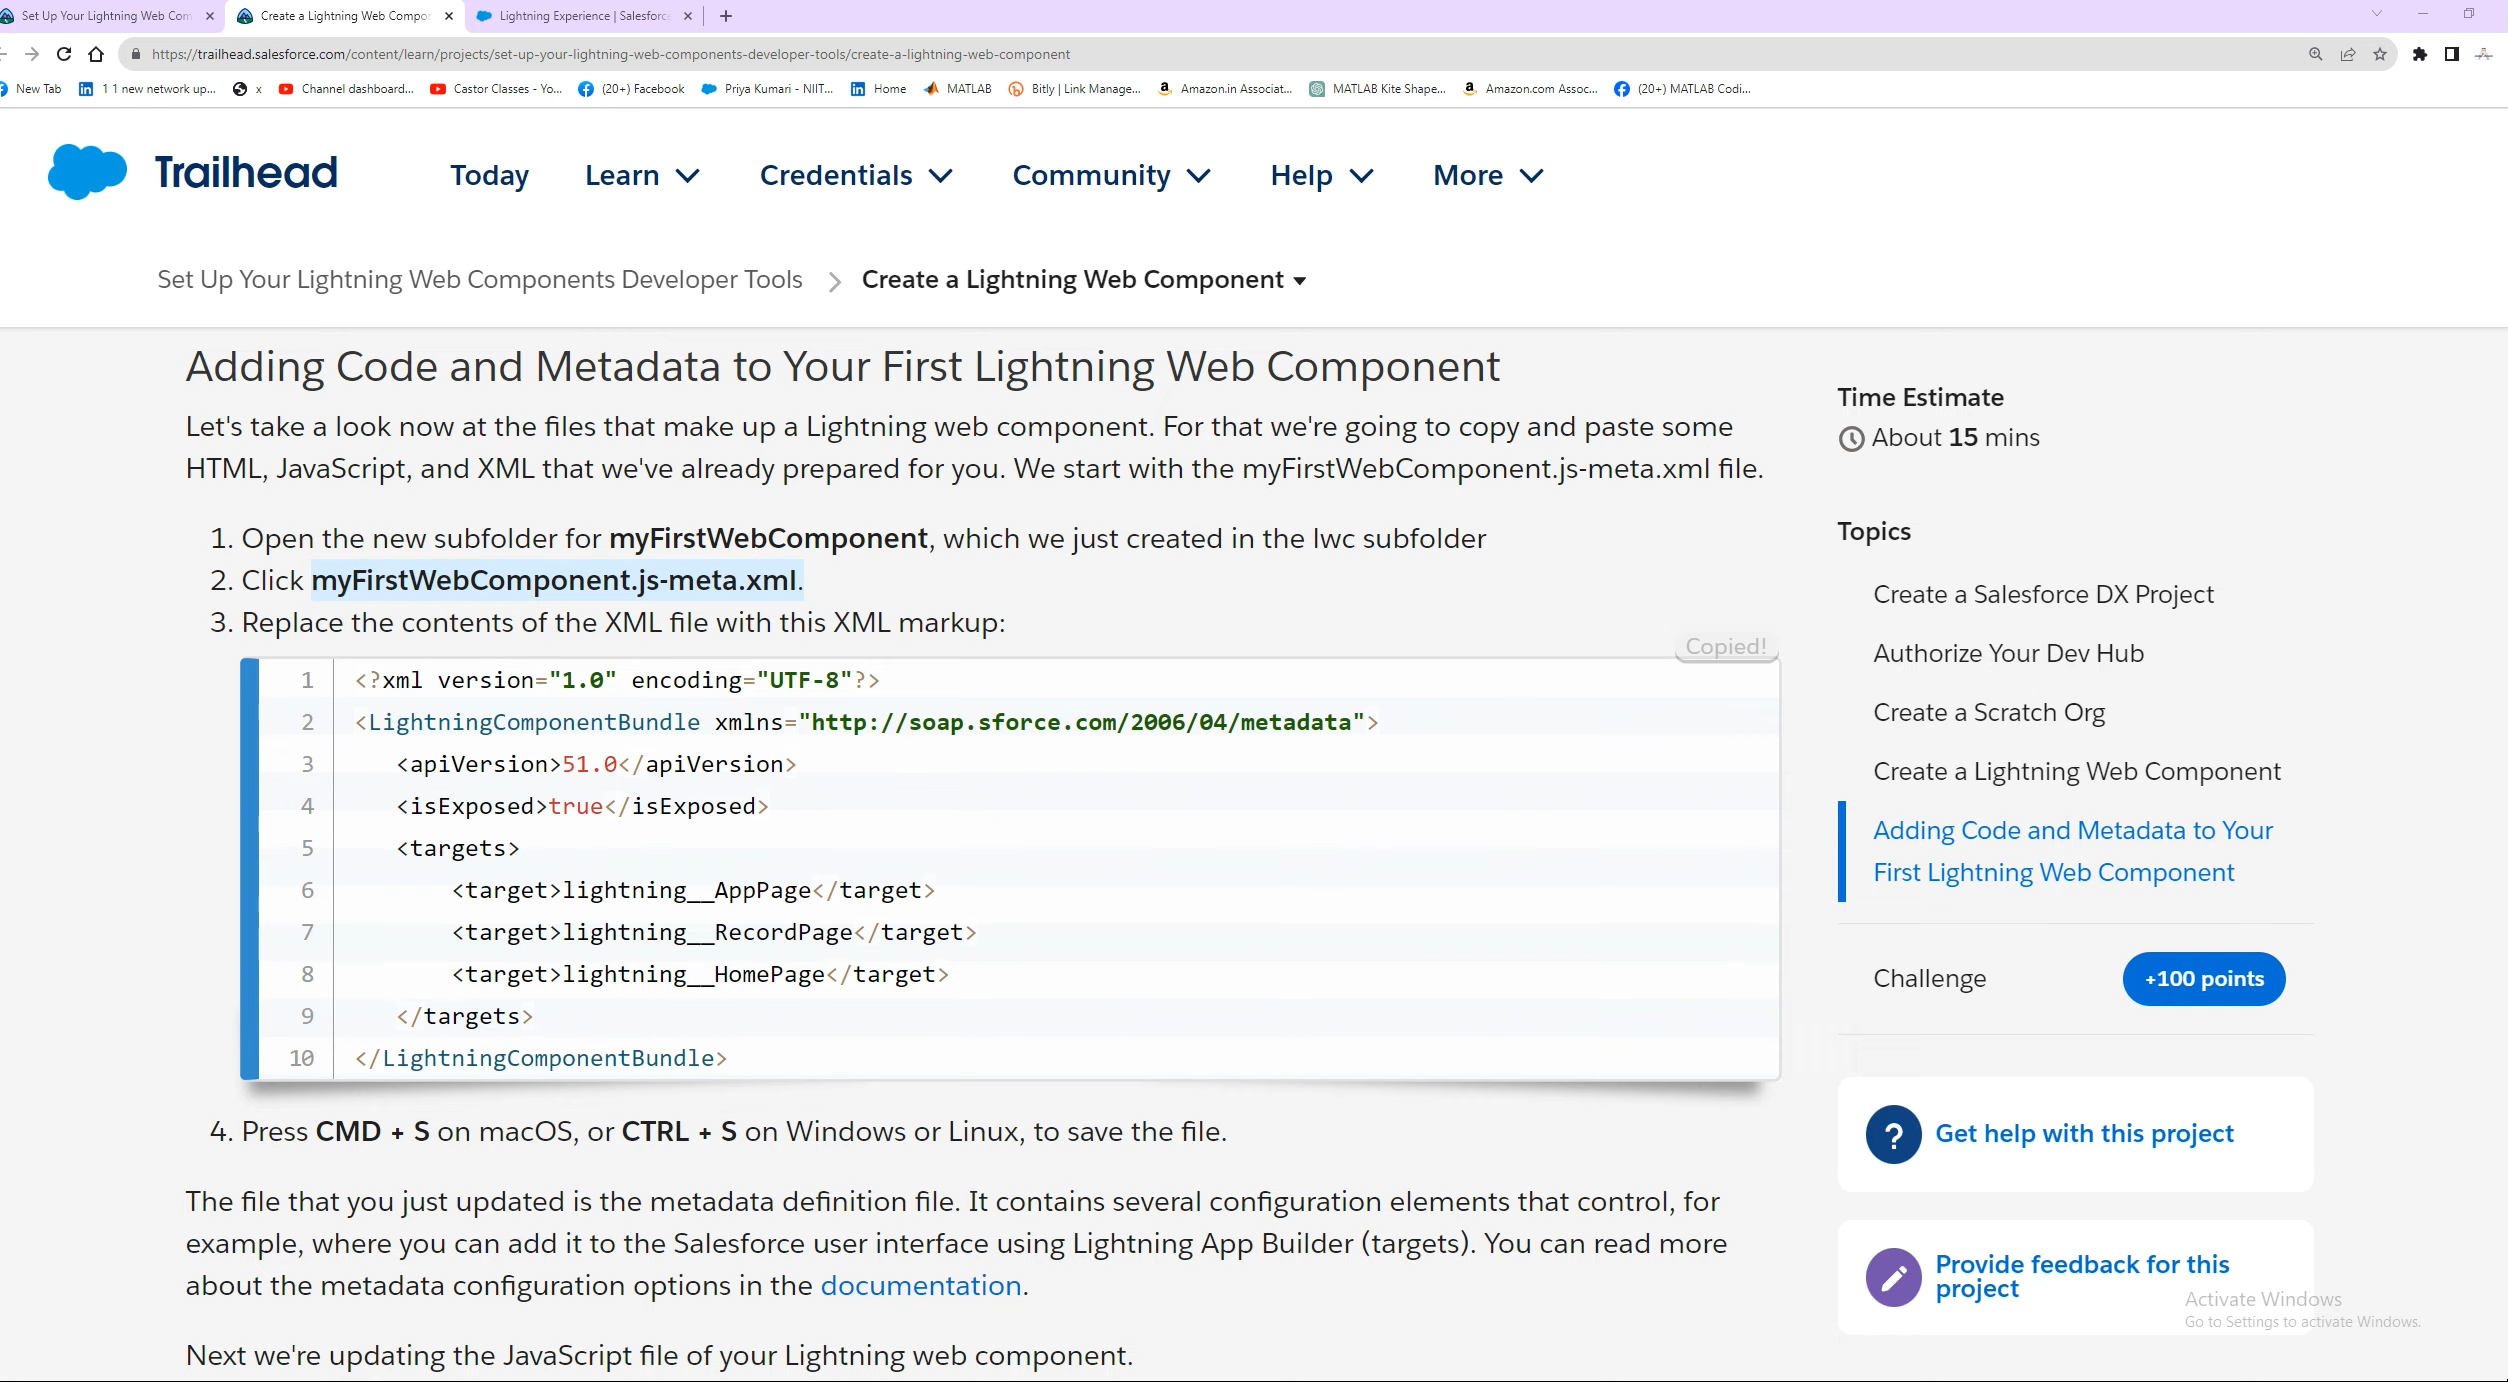 Set Up Your Lightning Web Com
Create a Lightning Web Compor
Lightning Experience | Salesforc
https://trailhead.salesforce.com/content/learn/projects/set-up-your-lightning-web-components-developer-tools/create-a-lightning-web-component
New Tab
1 1 new network up...
x
Channel dashboard...
Castor Classes - Yo...
(20+) Facebook
Priya Kumari - NIIT...
Home
MATLAB
Bitly | Link Manage...
Amazon.in Associat...
MATLAB Kite Shape...
Amazon.com Assoc...
(20+) MATLAB Codi...
Trailhead
Today
Learn
Credentials
Community
Help
More
Set Up Your Lightning Web Components Developer Tools
Create a Lightning Web Component
Adding Code and Metadata to Your First Lightning Web Component
Let's take a look now at the files that make up a Lightning web component. For that we're going to copy and paste some
HTML, JavaScript, and XML that we've already prepared for you. We start with the myFirstWebComponent.js-meta.xml file.
1. Open the new subfolder for myFirstWebComponent, which we just created in the lwc subfolder
2. Click myFirstWebComponent.js-meta.xml.
3. Replace the contents of the XML file with this XML markup:
Copied!
1 <?xml version="1.0" encoding="UTF-8"?>
2 <LightningComponentBundle xmlns="http://soap.sforce.com/2006/04/metadata">
3 <apiVersion>51.0</apiVersion>
4 <isExposed>true</isExposed>
5 <targets>
6 <target>lightning__AppPage</target>
7 <target>lightning__RecordPage</target>
8 <target>lightning__HomePage</target>
9 </targets>
10 </LightningComponentBundle>
4. Press CMD + S on macOS, or CTRL + S on Windows or Linux, to save the file.
The file that you just updated is the metadata definition file. It contains several configuration elements that control, for
example, where you can add it to the Salesforce user interface using Lightning App Builder (targets). You can read more
about the metadata configuration options in the documentation.
Next we're updating the JavaScript file of your Lightning web component.
Time Estimate
About 15 mins
Topics
Create a Salesforce DX Project
Authorize Your Dev Hub
Create a Scratch Org
Create a Lightning Web Component
Adding Code and Metadata to Your
First Lightning Web Component
Challenge
+100 points
Get help with this project
Provide feedback for this
project
Activate Windows
Go to Settings to activate Windows.